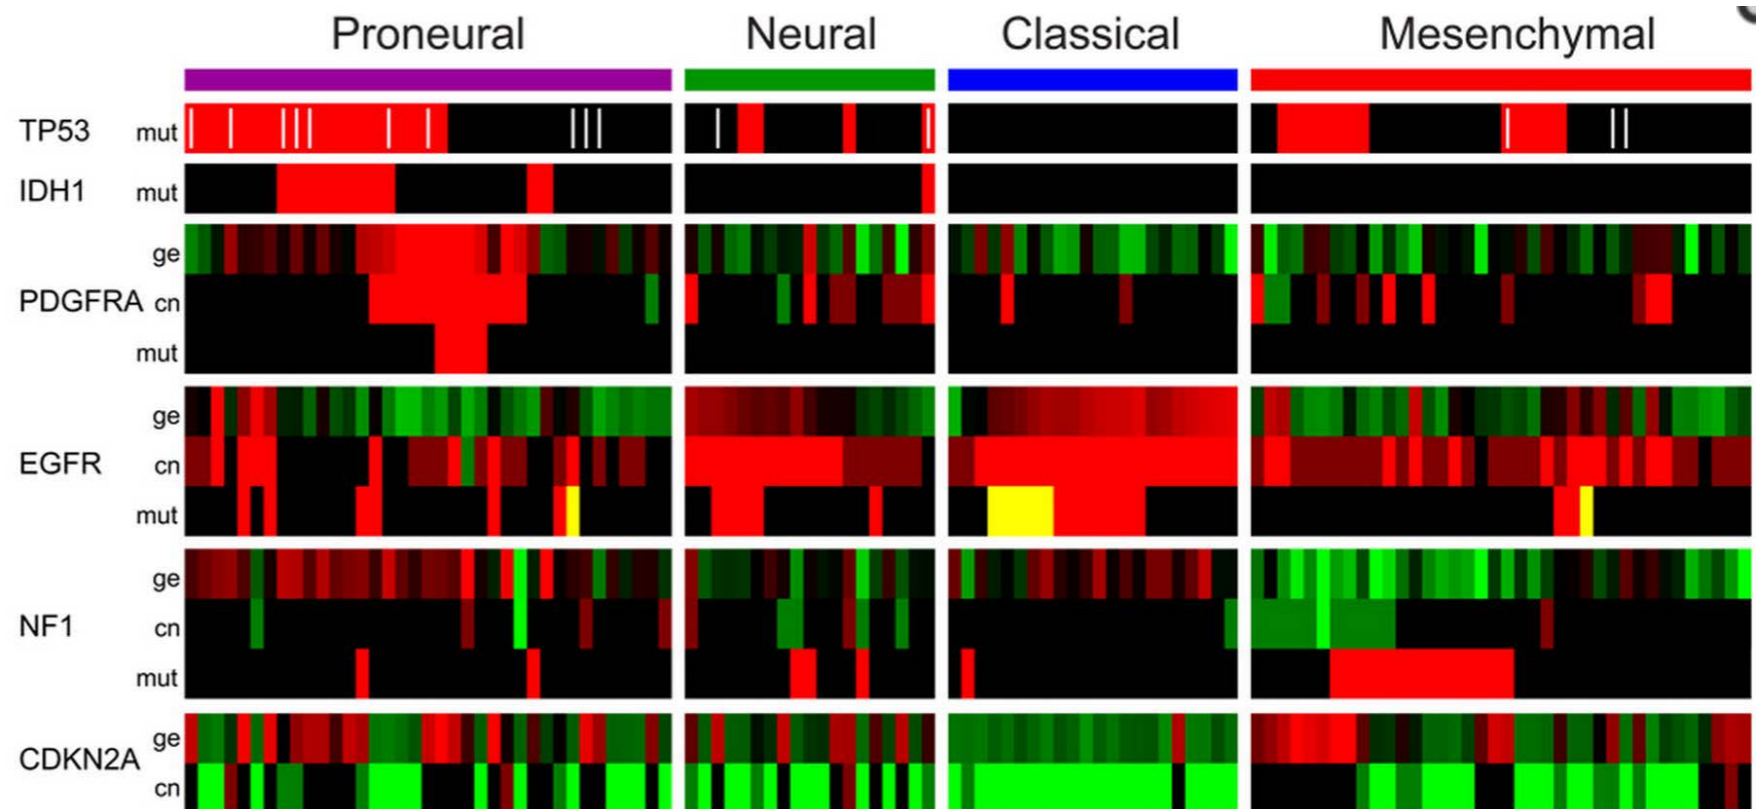 Proneural Neural Classical Mesenchymal
TP53 mut
IDH1 mut
ge
PDGFRA cn
mut
ge
EGFR cn
mut
ge
NF1 cn
mut
ge
CDKN2A
cn